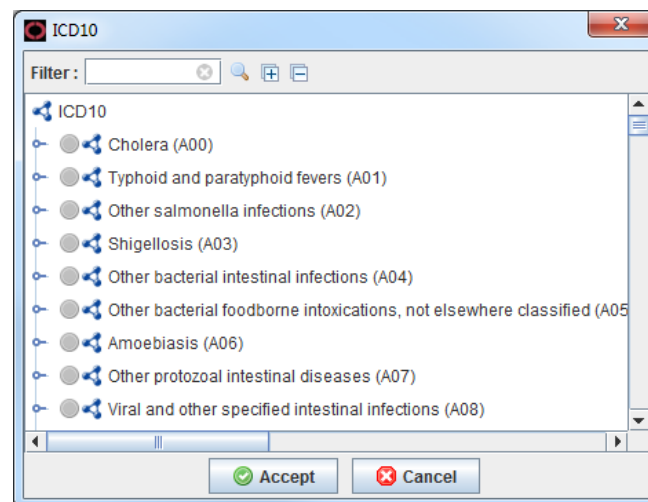 ICD10
Filter :
ICD10
Cholera (A00)
Typhoid and paratyphoid fevers (A01)
Other salmonella infections (A02)
Shigellosis (A03)
Other bacterial intestinal infections (A04)
Other bacterial foodborne intoxications, not elsewhere classified (A05
Amoebiasis (A06)
Other protozoal intestinal diseases (A07)
Viral and other specified intestinal infections (A08)
Accept Cancel